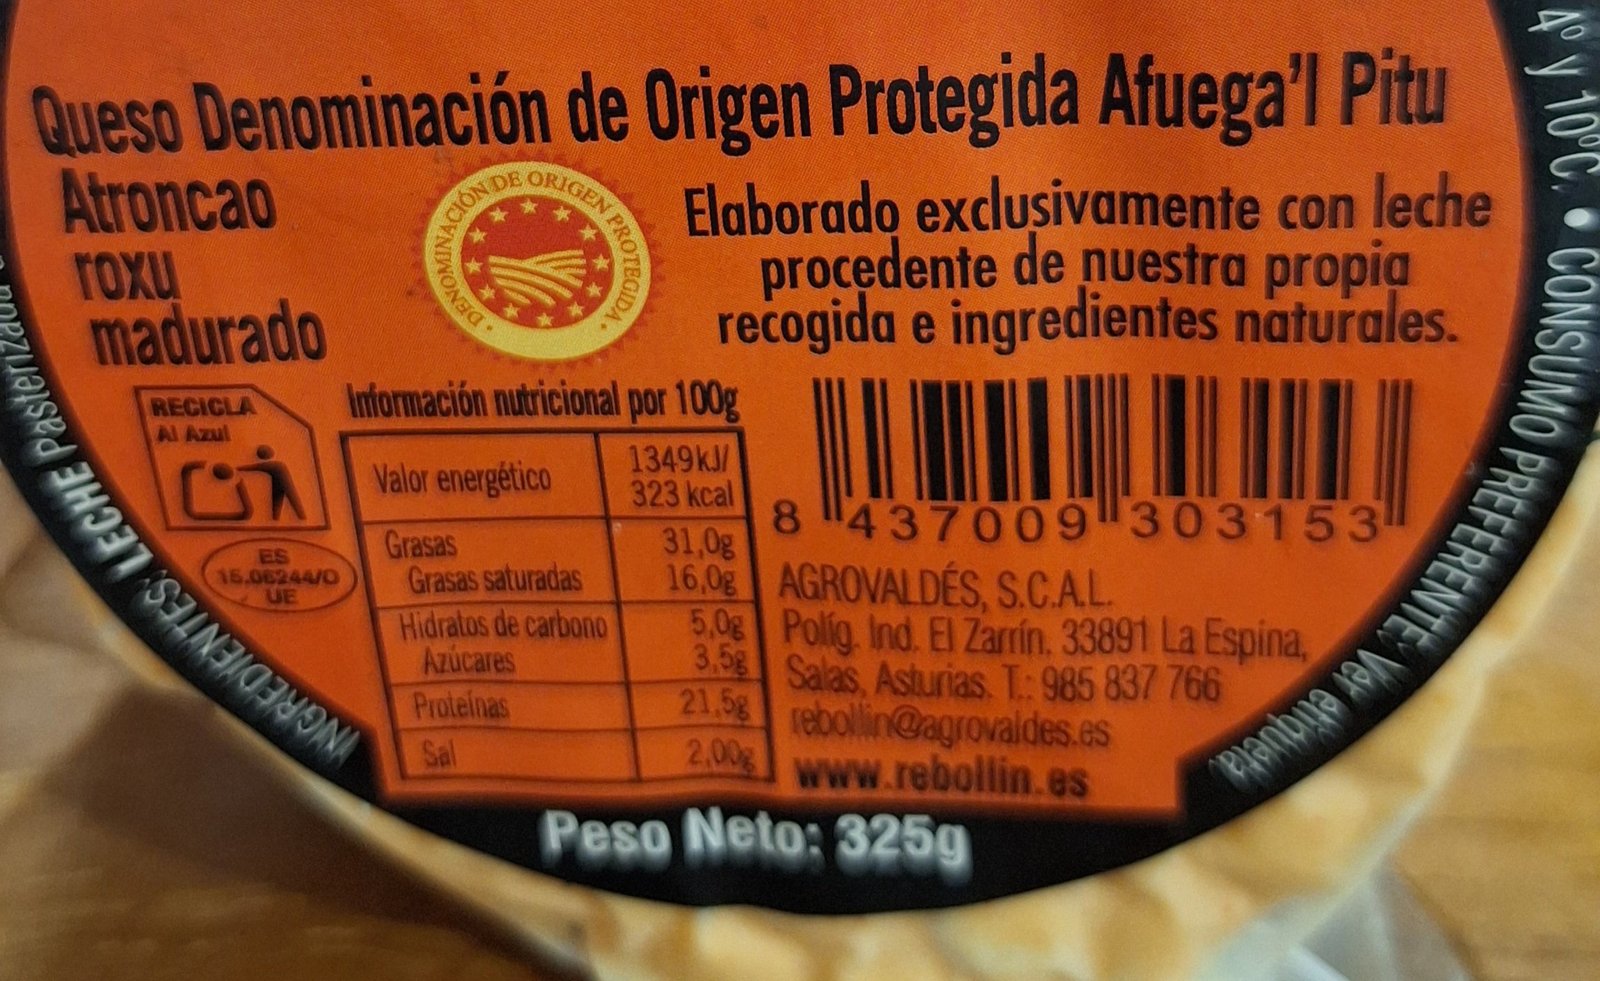 Queso Denominación de Origen Protegida Afuega'l Pitu
Atroncao
roxu
madurado
DENOMINACIÓN DE ORIGEN PROTEGIDA
Elaborado exclusivamente con leche
procedente de nuestra propia
recogida e ingredientes naturales.
RECICLA
Al Azul
ES
15.06244/O
UE
Información nutricional por 100g
Valor energético 1349kJ/
323 kcal
Grasas 31,0g
Grasas saturadas 16,0g
Hidratos de carbono 5,0g
Azúcares 3,5g
Proteínas 21,5g
Sal 2,00g
8 437009 303153
AGROVALDÉS, S.C.A.L.
Políg. Ind. El Zarrín. 33891 La Espina,
Salas, Asturias. T.: 985 837 766
rebollin@agrovaldes.es
www.rebollin.es
INGREDIENTES: LECHE Pasterizada
4º y 10ºC. • CONSUMO PREFERENTE: Ver etiqueta
Peso Neto: 325g